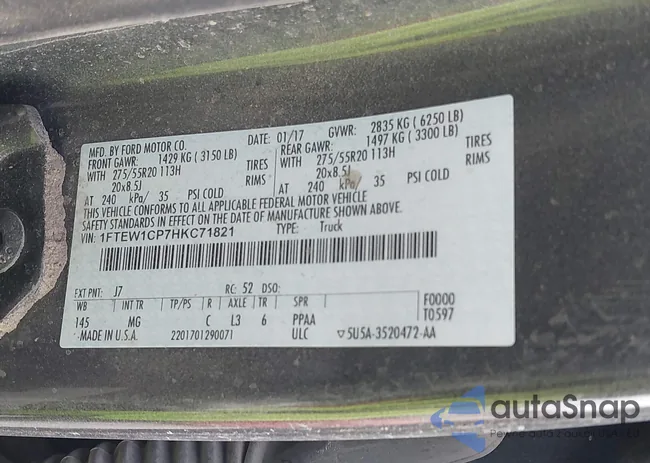 MFD. BY FORD MOTOR CO. DATE: 01/17 GVWR: 2835 KG ( 6250 LB)
FRONT GAWR: 1429 KG ( 3150 LB) REAR GAWR: 1497 KG ( 3300 LB)
WITH 275/55R20 113H TIRES WITH 275/55R20 113H TIRES
20x8.5J RIMS 20x8.5J RIMS
AT 240 kPa/ 35 PSI COLD AT 240 kPa/ 35 PSI COLD
THIS VEHICLE CONFORMS TO ALL APPLICABLE FEDERAL MOTOR VEHICLE
SAFETY STANDARDS IN EFFECT ON THE DATE OF MANUFACTURE SHOWN ABOVE.
VIN: 1FTEW1CP7HKC71821 TYPE: Truck
EXT PNT: J7 RC: 52 DSO:
WB INT TR TP/PS R AXLE TR SPR F0000
145 MG C L3 6 PPAA T0597
MADE IN U.S.A. 2201701290071 ULC ▽5U5A-3520472-AA
autoSnap